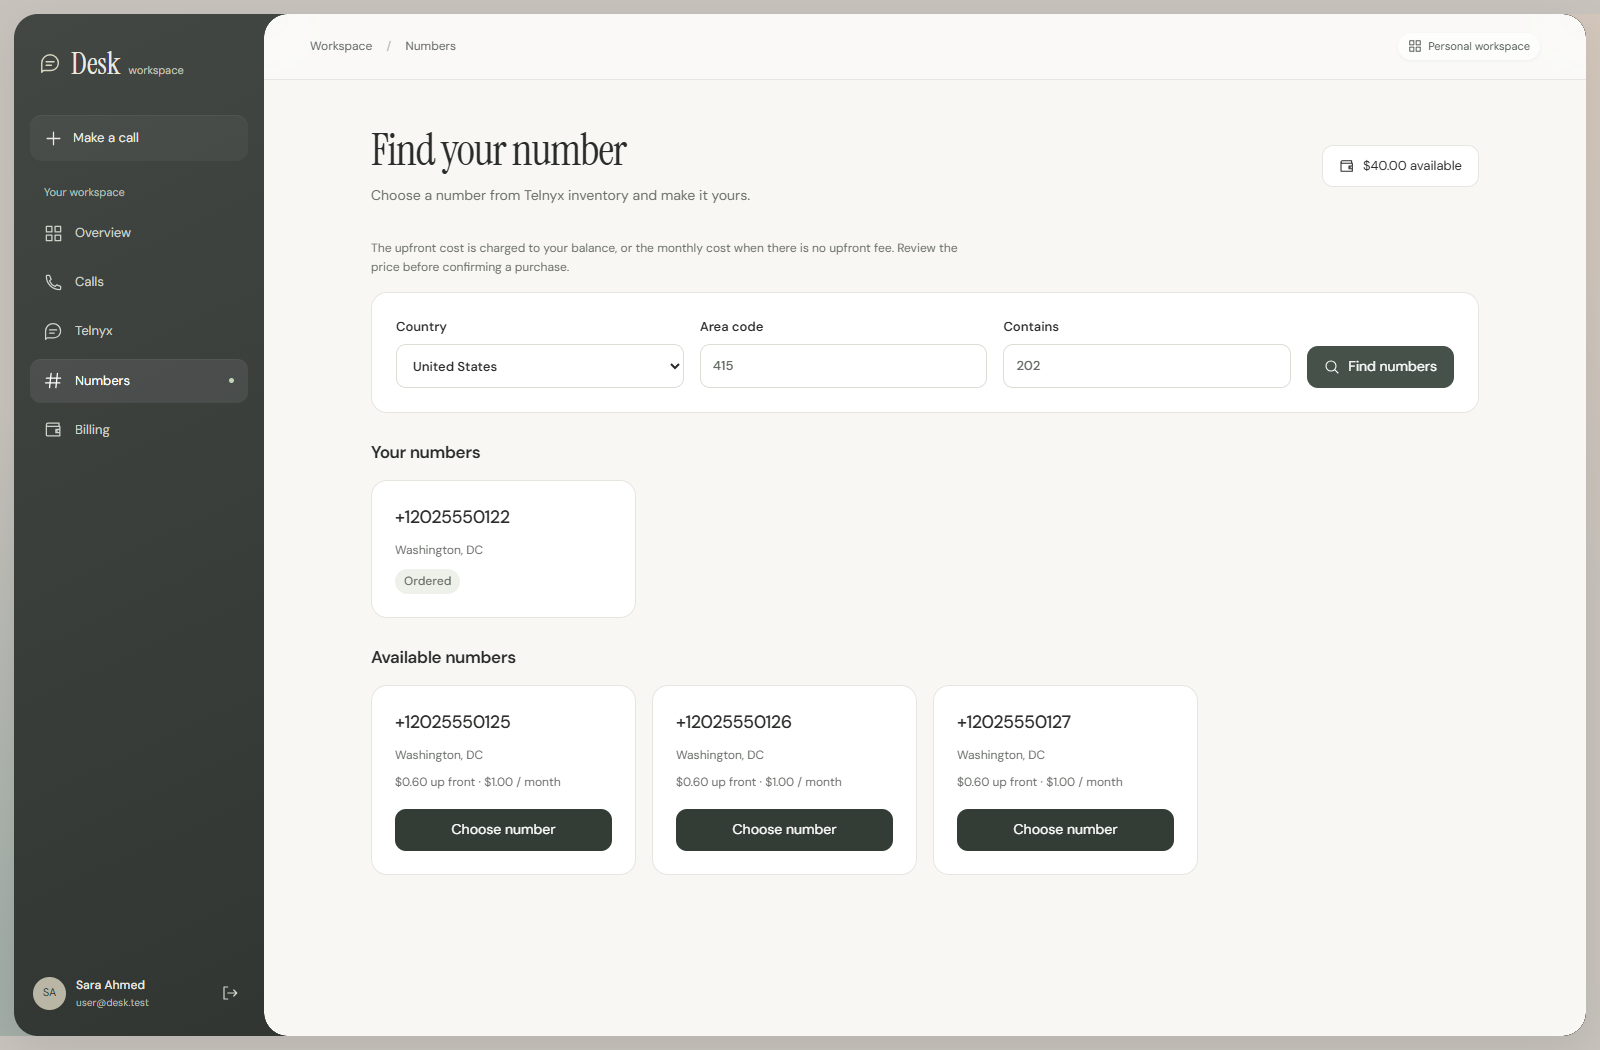 Desk workspace
Make a call
Your workspace
Overview
Calls
Telnyx
Numbers
Billing
SA
Sara Ahmed
user@desk.test
Workspace / Numbers
Personal workspace
Find your number
Choose a number from Telnyx inventory and make it yours.
$40.00 available
The upfront cost is charged to your balance, or the monthly cost when there is no upfront fee. Review the
price before confirming a purchase.
Country
Area code
Contains
United States
415
202
Find numbers
Your numbers
+12025550122
Washington, DC
Ordered
Available numbers
+12025550125
Washington, DC
$0.60 up front · $1.00 / month
Choose number
+12025550126
Washington, DC
$0.60 up front · $1.00 / month
Choose number
+12025550127
Washington, DC
$0.60 up front · $1.00 / month
Choose number